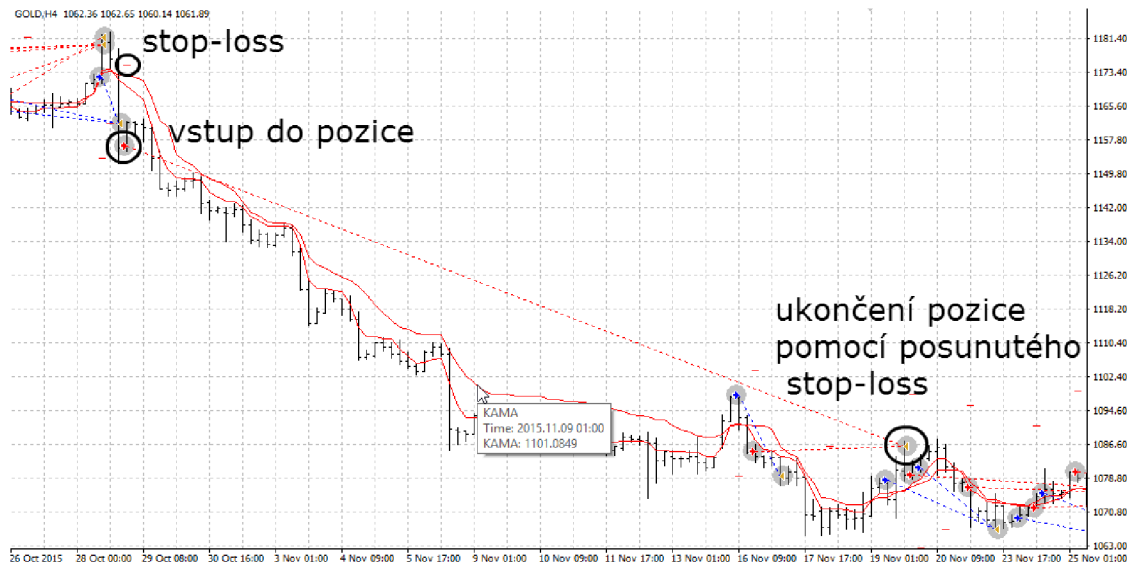 GOLD,H4 1062.36 1062.65 1060.14 1061.89
stop-loss
vstup do pozice
ukončení pozice
pomocí posunutého
stop-loss
KAMA
Time: 2015.11.09 01:00
KAMA: 1101.0849
1181.40
1173.40
1165.60
1157.80
1149.80
1142.00
1134.00
1126.20
1118.20
1110.40
1102.40
1094.60
1086.60
1078.80
1070.80
1063.00
26 Oct 2015
28 Oct 00:00
29 Oct 08:00
30 Oct 16:00
3 Nov 01:00
4 Nov 09:00
5 Nov 17:00
9 Nov 01:00
10 Nov 09:00
11 Nov 17:00
13 Nov 01:00
16 Nov 09:00
17 Nov 17:00
19 Nov 01:00
20 Nov 09:00
23 Nov 17:00
25 Nov 01:00